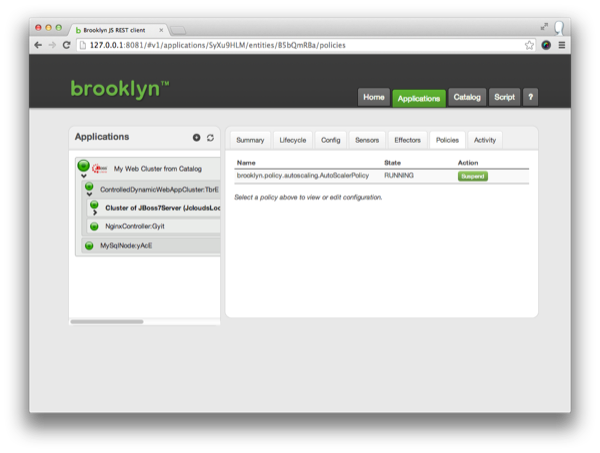 Brooklyn JS REST client
127.0.0.1:8081/#v1/applications/SyXu9HLM/entities/BSbQmRBa/policies
brooklyn™
Home Applications Catalog Script ?
Applications
Summary Lifecycle Config Sensors Effectors Policies Activity
Name State Action
brooklyn.policy.autoscaling.AutoScalerPolicy RUNNING Suspend
Select a policy above to view or edit configuration.
My Web Cluster from Catalog
ControlledDynamicWebAppCluster:TbrE
Cluster of JBoss7Server (JcloudsLoc
NginxController:Gyit
MySqlNode:yAcE